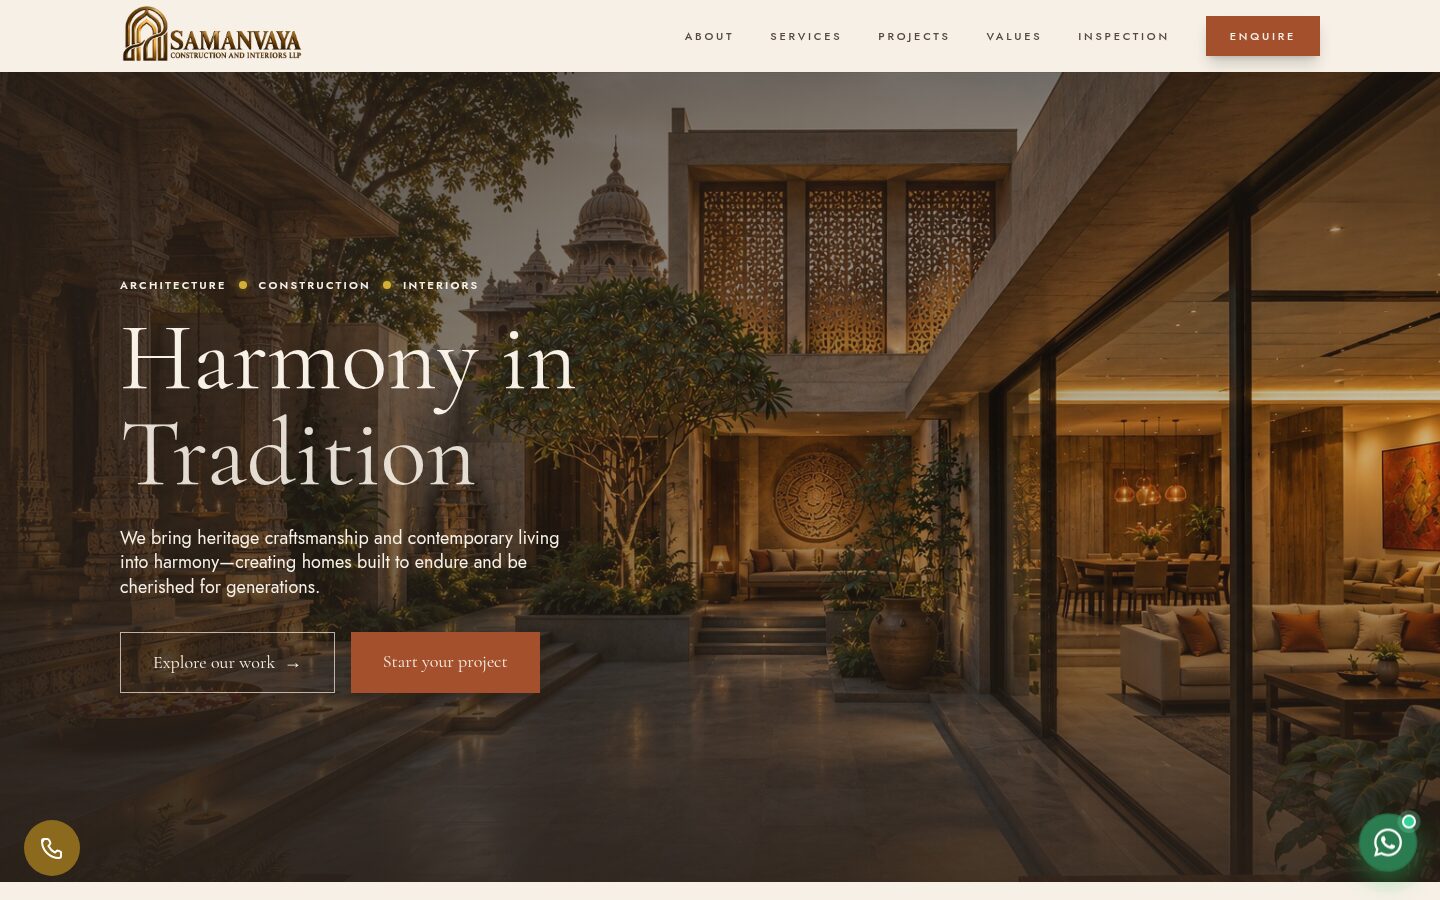 SAMANVAYA
CONSTRUCTION AND INTERIORS LLP
ABOUT
SERVICES
PROJECTS
VALUES
INSPECTION
ENQUIRE
ARCHITECTURE
CONSTRUCTION
INTERIORS
Harmony in
Tradition
We bring heritage craftsmanship and contemporary living
into harmony—creating homes built to endure and be
cherished for generations.
Explore our work →
Start your project